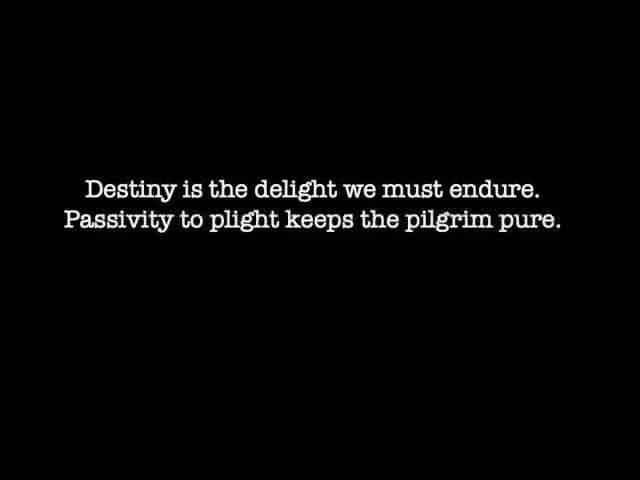 Destiny is the delight we must endure.
Passivity to plight keeps the pilgrim pure.